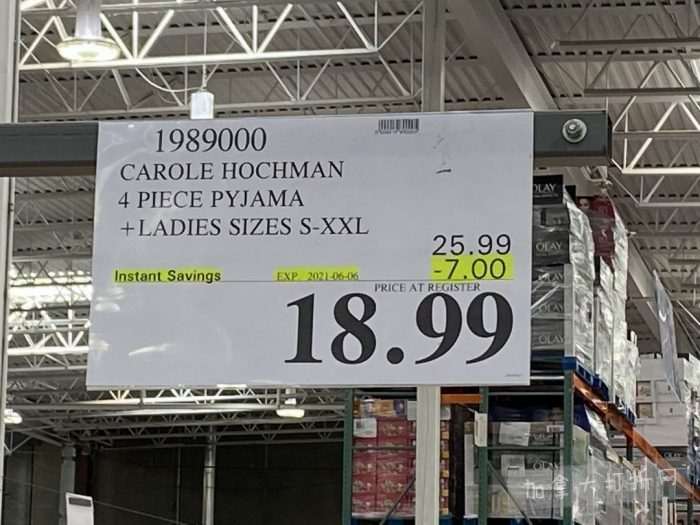 1989000
CAROLE HOCHMAN
4 PIECE PYJAMA
+LADIES SIZES S-XXL
25.99
Instant Savings EXP. 2021-06-06 -7.00
PRICE AT REGISTER
18.99
OLAY
OLAY
OLAY
OLAY
加拿大打折网